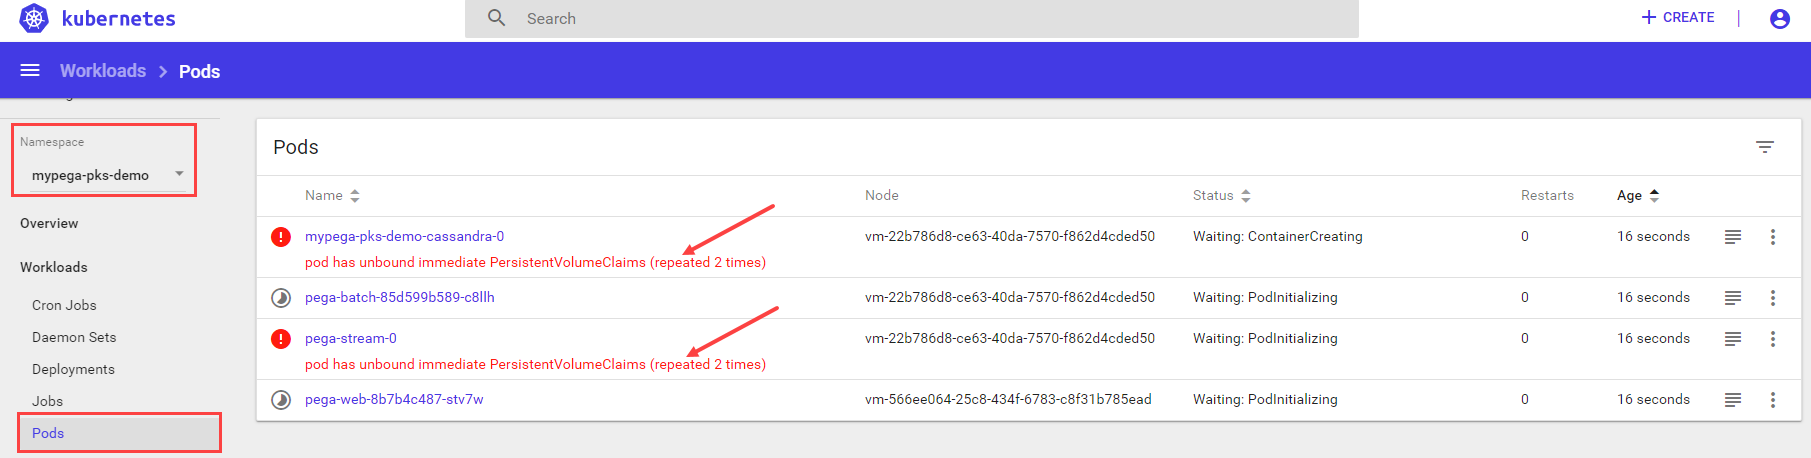 kubernetes
Search
CREATE
Workloads
Pods
Namespace
mypega-pks-demo
Overview
Workloads
Cron Jobs
Daemon Sets
Deployments
Jobs
Pods
Pods
Name Node Status Restarts Age
mypega-pks-demo-cassandra-0 vm-22b786d8-ce63-40da-7570-f862d4cded50 Waiting: ContainerCreating 0 16 seconds
pod has unbound immediate PersistentVolumeClaims (repeated 2 times)
pega-batch-85d599b589-c8llh vm-22b786d8-ce63-40da-7570-f862d4cded50 Waiting: PodInitializing 0 16 seconds
pega-stream-0 vm-22b786d8-ce63-40da-7570-f862d4cded50 Waiting: PodInitializing 0 16 seconds
pod has unbound immediate PersistentVolumeClaims (repeated 2 times)
pega-web-8b7b4c487-stv7w vm-566ee064-25c8-434f-6783-c8f31b785ead Waiting: PodInitializing 0 16 seconds